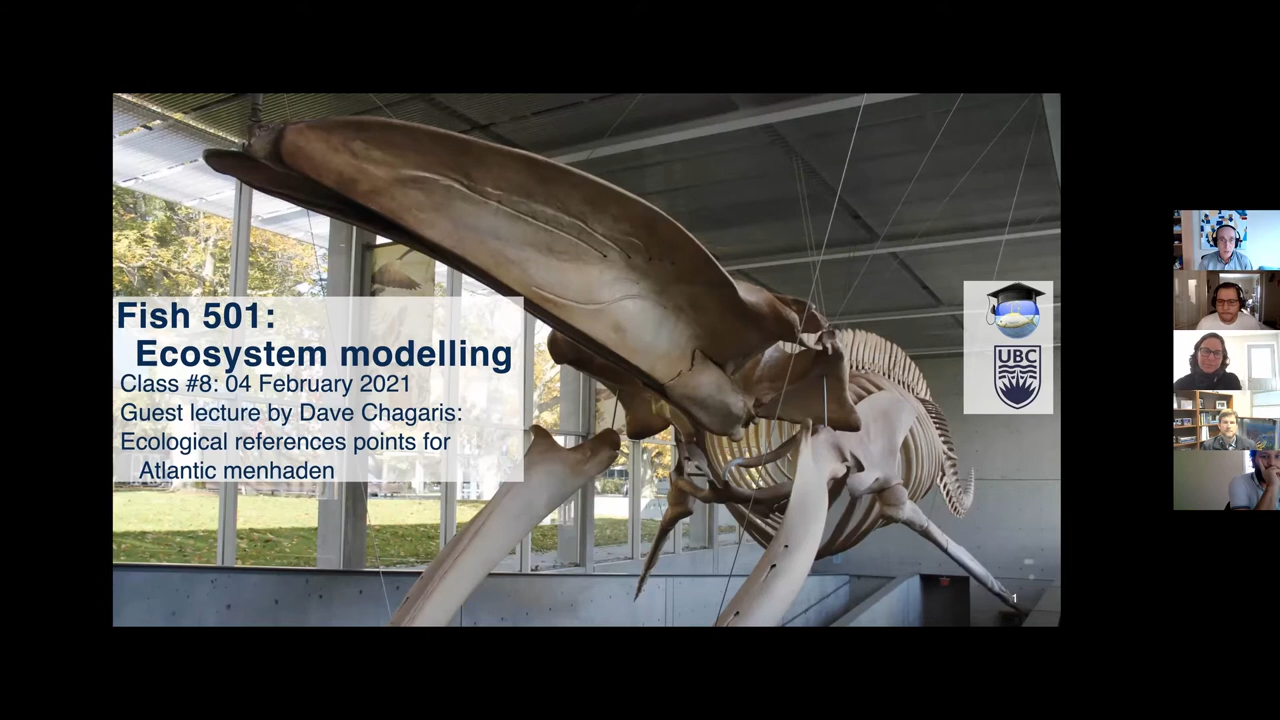 Fish 501:
Ecosystem modelling
Class #8: 04 February 2021
Guest lecture by Dave Chagaris:
Ecological references points for
Atlantic menhaden
UBC
1